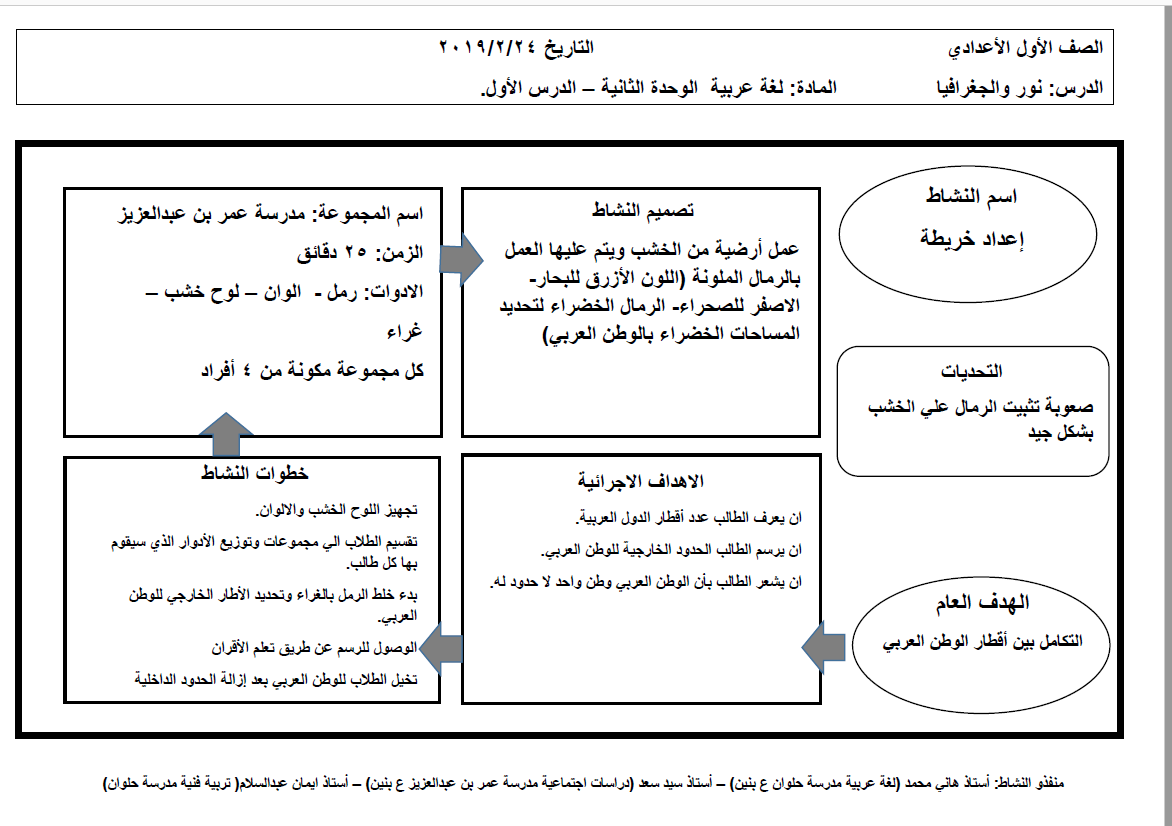 الصف الأول الأعدادي التاريخ ٢٠١٩/٢/٢٤
الدرس: نور والجغرافيا المادة: لغة عربية الوحدة الثانية – الدرس الأول.
اسم النشاط
إعداد خريطة
التحديات
صعوبة تثبيت الرمال علي الخشب
بشكل جيد
الهدف العام
التكامل بين أقطار الوطن العربي
تصميم النشاط
عمل أرضية من الخشب ويتم عليها العمل
بالرمال الملونة (اللون الأزرق للبحار-
الاصفر للصحراء- الرمال الخضراء لتحديد
المساحات الخضراء بالوطن العربي)
الاهداف الاجرائية
ان يعرف الطالب عدد أقطار الدول العربية.
ان يرسم الطالب الحدود الخارجية للوطن العربي.
ان يشعر الطالب بأن الوطن العربي وطن واحد لا حدود له.
اسم المجموعة: مدرسة عمر بن عبدالعزيز
الزمن: ٢٥ دقائق
الادوات: رمل - الوان – لوح خشب –
غراء
كل مجموعة مكونة من ٤ أفراد
خطوات النشاط
تجهيز اللوح الخشب والالوان.
تقسيم الطلاب الي مجموعات وتوزيع الأدوار الذي سيقوم
بها كل طالب.
بدء خلط الرمل بالغراء وتحديد الأطار الخارجي للوطن
العربي.
الوصول للرسم عن طريق تعلم الأقران
تخيل الطلاب للوطن العربي بعد إزالة الحدود الداخلية
منفذو النشاط: أستاذ هاني محمد (لغة عربية مدرسة حلوان ع بنين) – أستاذ سيد سعد (دراسات اجتماعية مدرسة عمر بن عبدالعزيز ع بنين) – أستاذ ايمان عبدالسلام( تربية فنية مدرسة حلوان)